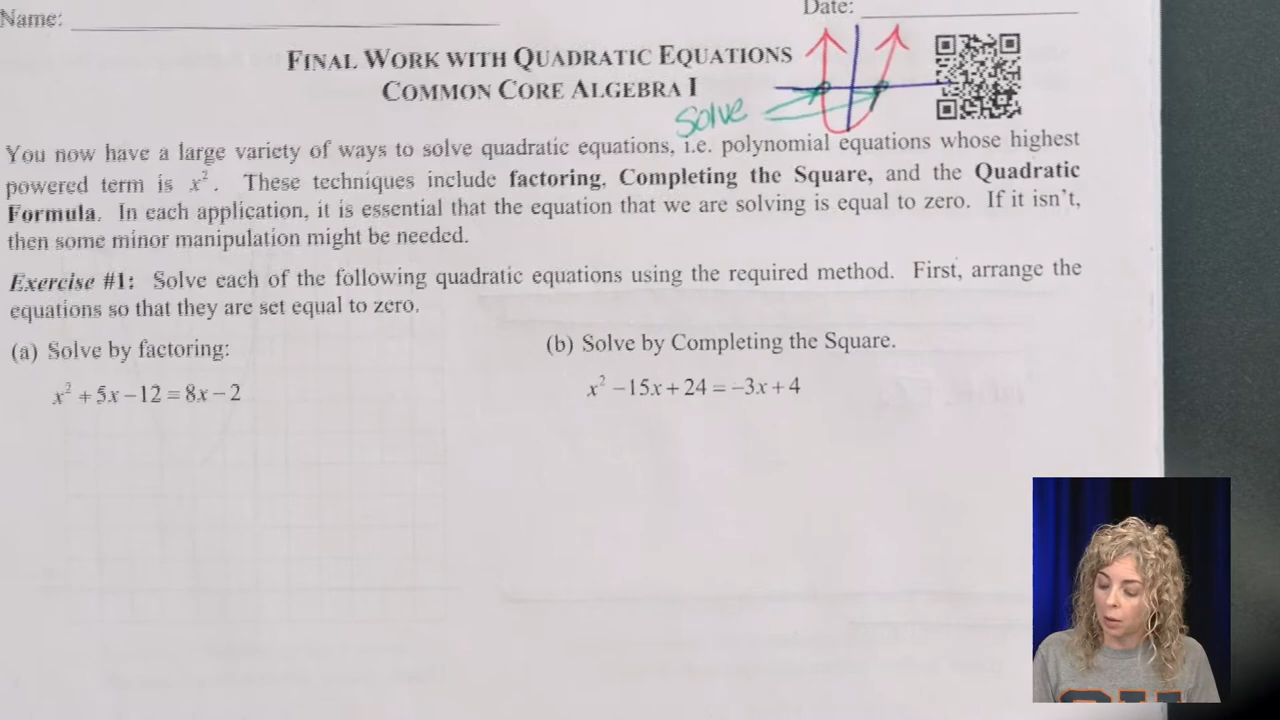 Name:
Date:
FINAL WORK WITH QUADRATIC EQUATIONS
COMMON CORE ALGEBRA I
Solve
You now have a large variety of ways to solve quadratic equations, i.e. polynomial equations whose highest
powered term is x². These techniques include factoring, Completing the Square, and the Quadratic
Formula. In each application, it is essential that the equation that we are solving is equal to zero. If it isn't,
then some minor manipulation might be needed.
Exercise #1: Solve each of the following quadratic equations using the required method. First, arrange the
equations so that they are set equal to zero.
(a) Solve by factoring:
(b) Solve by Completing the Square.
x² + 5x − 12 = 8x − 2
x² − 15x + 24 = −3x + 4